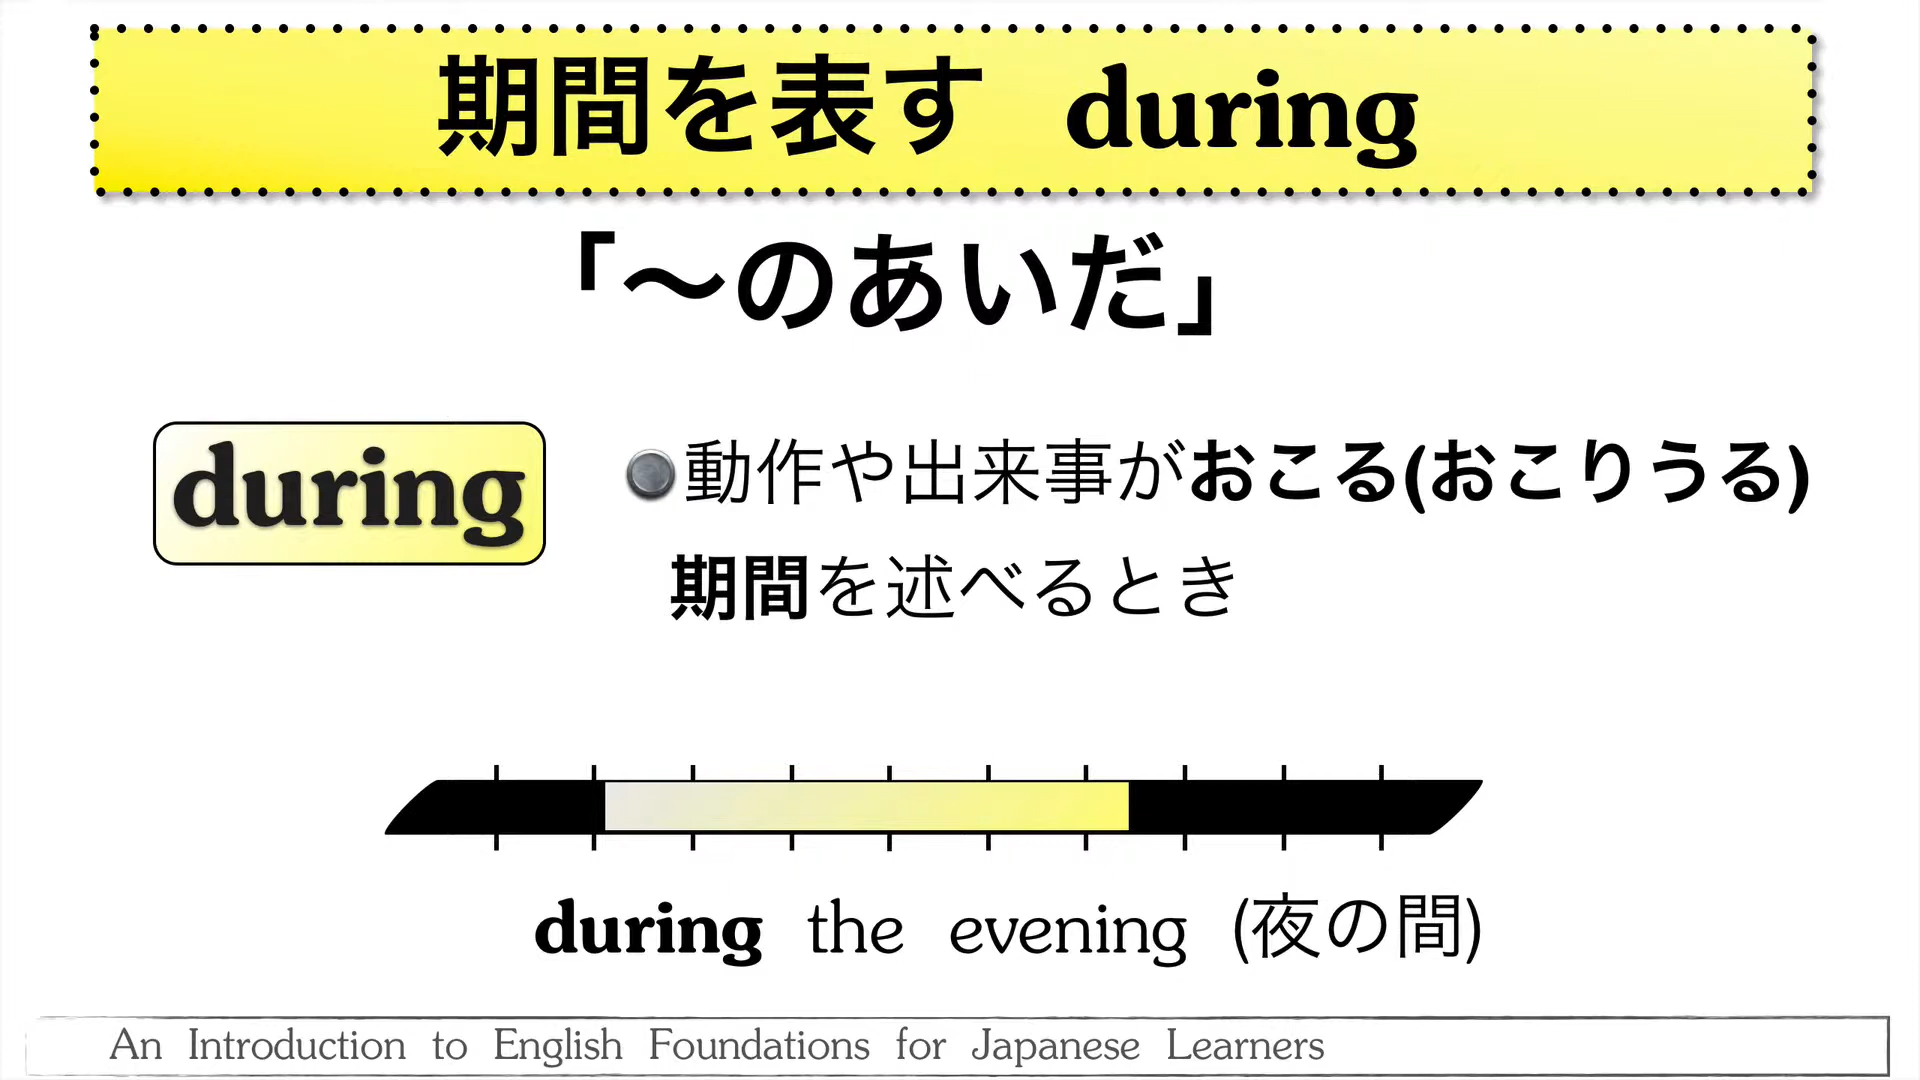 期間を表す during
「〜のあいだ」
during
動作や出来事がおこる(おこりうる)
期間を述べるとき
during the evening (夜の間)
An Introduction to English Foundations for Japanese Learners